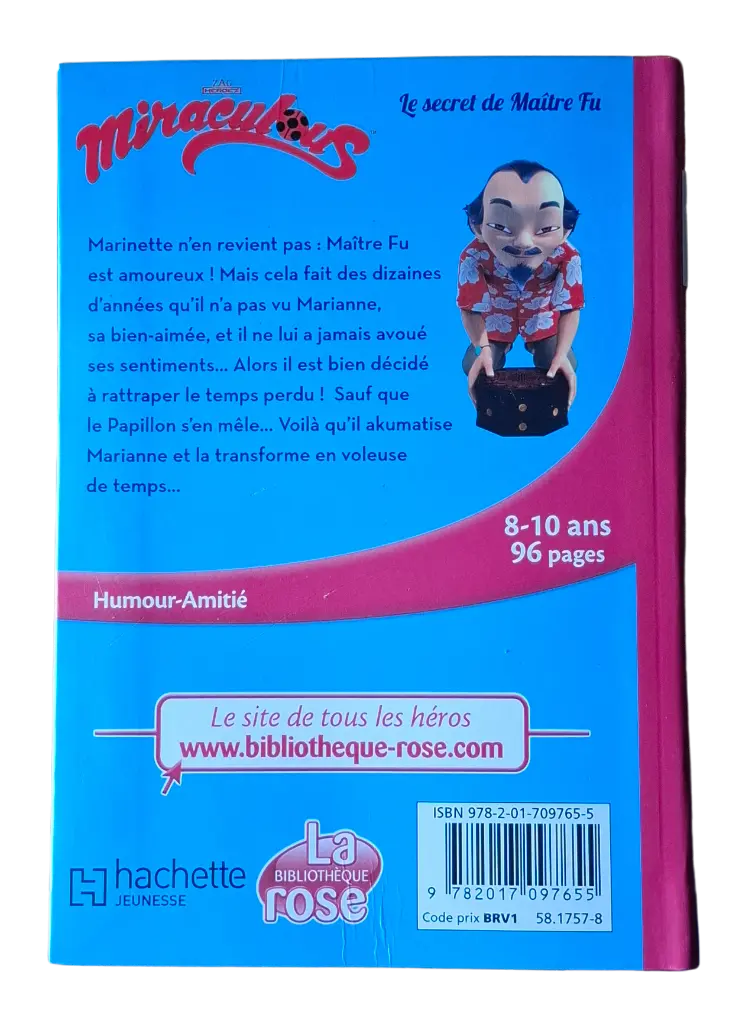 ZAG
HEROEZ
Miraculous™
Le secret de Maître Fu
Marinette n'en revient pas : Maître Fu
est amoureux ! Mais cela fait des dizaines
d'années qu'il n'a pas vu Marianne,
sa bien-aimée, et il ne lui a jamais avoué
ses sentiments... Alors il est bien décidé
à rattraper le temps perdu ! Sauf que
le Papillon s'en mêle... Voilà qu'il akumatise
Marianne et la transforme en voleuse
de temps...
8-10 ans
96 pages
Humour-Amitié
Le site de tous les héros
www.bibliotheque-rose.com
hachette
JEUNESSE
La
BIBLIOTHÈQUE
rose
ISBN 978-2-01-709765-5
9 782017 097655
Code prix BRV1 58.1757-8